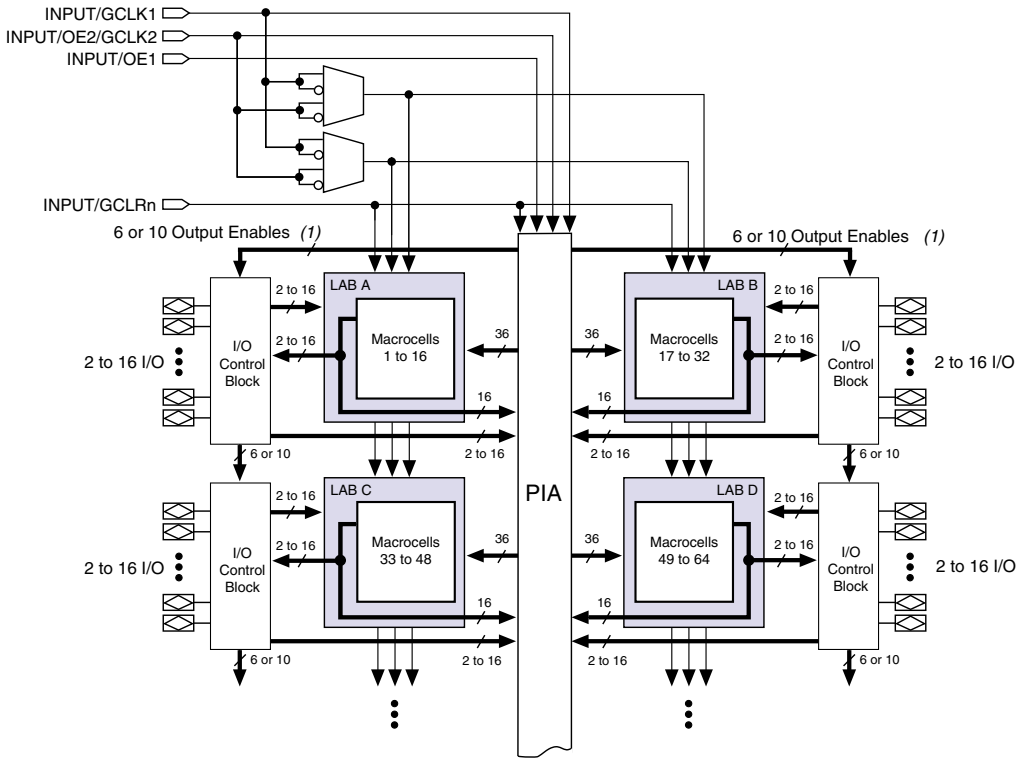 INPUT/GCLK1
INPUT/OE2/GCLK2
INPUT/OE1
INPUT/GCLRn
6 or 10 Output Enables (1)
6 or 10 Output Enables (1)
LAB A
LAB B
2 to 16
2 to 16
I/O
Control
Block
2 to 16 I/O
2 to 16
Macrocells
1 to 16
36
36
Macrocells
17 to 32
2 to 16
I/O
Control
Block
2 to 16 I/O
16
16
2 to 16
2 to 16
6 or 10
6 or 10
PIA
LAB C
LAB D
2 to 16
2 to 16
I/O
Control
Block
2 to 16 I/O
2 to 16
Macrocells
33 to 48
36
36
Macrocells
49 to 64
2 to 16
I/O
Control
Block
2 to 16 I/O
16
16
2 to 16
2 to 16
6 or 10
6 or 10